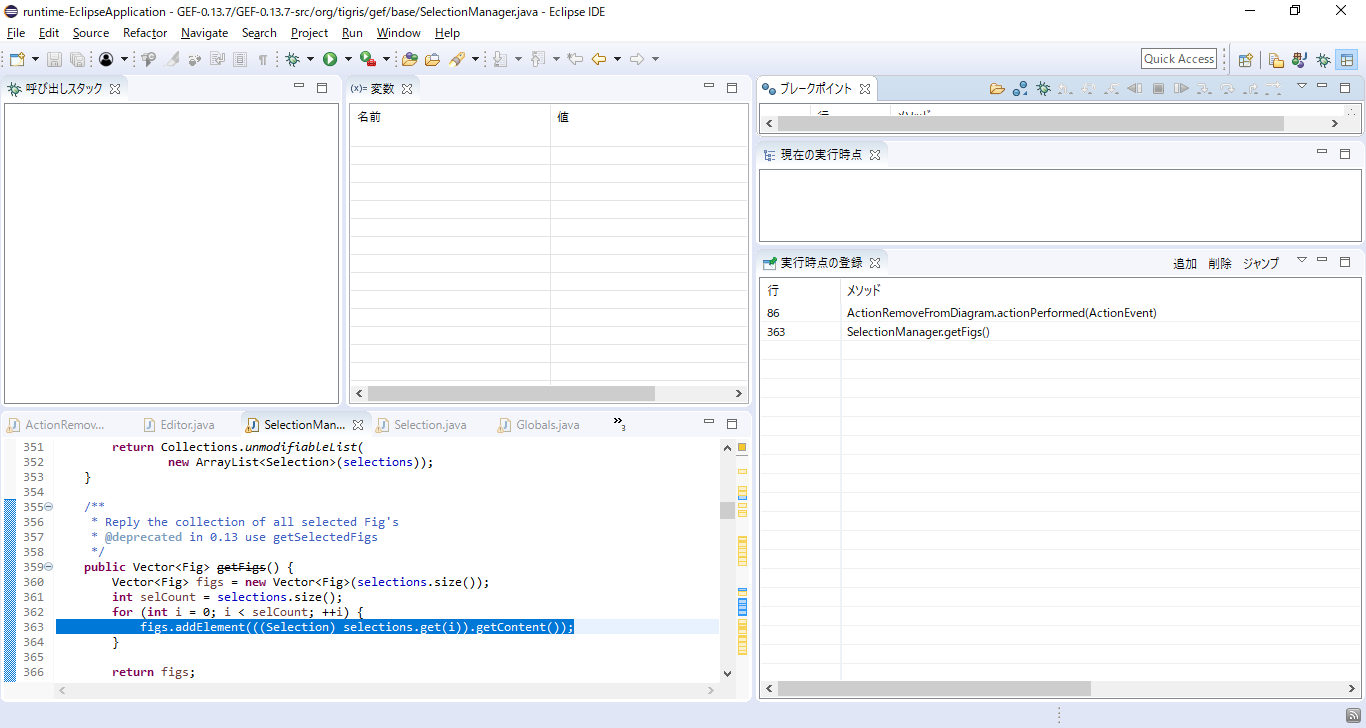 runtime-EclipseApplication - GEF-0.13.7/GEF-0.13.7-src/org/tigris/gef/base/SelectionManager.java - Eclipse IDE
File Edit Source Refactor Navigate Search Project Run Window Help
Quick Access
呼び出しスタック
(x)= 変数
名前 値
ブレークポイント
行 メソッド
現在の実行時点
実行時点の登録 追加 削除 ジャンプ
行 メソッド
86 ActionRemoveFromDiagram.actionPerformed(ActionEvent)
363 SelectionManager.getFigs()
ActionRemov... Editor.java SelectionMan... Selection.java Globals.java »3
351 return Collections.unmodifiableList(
352 new ArrayList<Selection>(selections));
353 }
354
355 /**
356 * Reply the collection of all selected Fig's
357 * @deprecated in 0.13 use getSelectedFigs
358 */
359 public Vector<Fig> getFigs() {
360 Vector<Fig> figs = new Vector<Fig>(selections.size());
361 int selCount = selections.size();
362 for (int i = 0; i < selCount; ++i) {
363 figs.addElement(((Selection) selections.get(i)).getContent());
364 }
365
366 return figs;